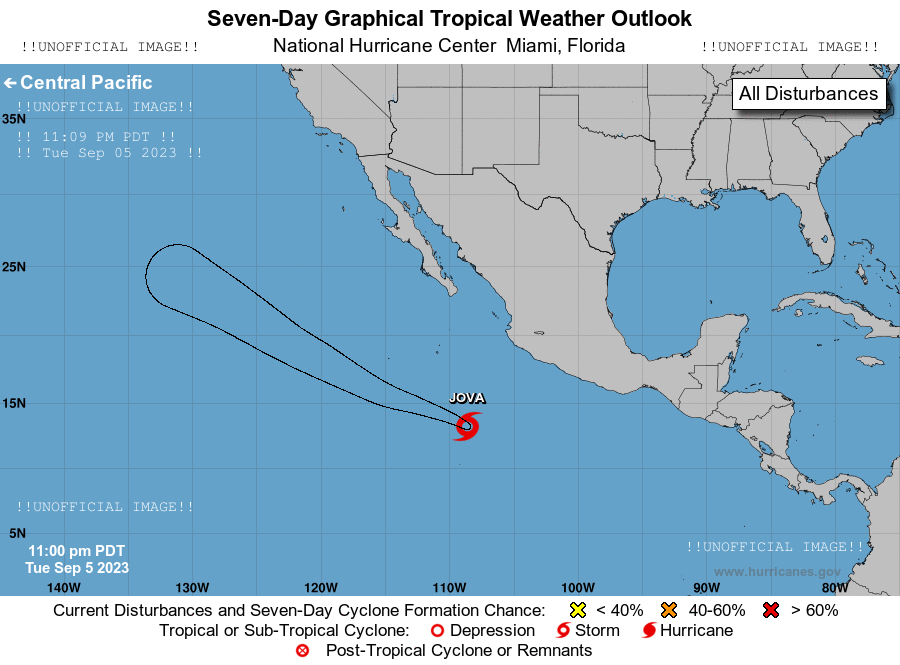 Seven-Day Graphical Tropical Weather Outlook
!!UNOFFICIAL IMAGE!! National Hurricane Center Miami, Florida !!UNOFFICIAL IMAGE!!
← Central Pacific
All Disturbances
!!UNOFFICIAL IMAGE!!
35N
!! 11:09 PM PDT !!
!! Tue Sep 05 2023 !!
25N
JOVA
15N
!!UNOFFICIAL IMAGE!!
5N
!!UNOFFICIAL IMAGE!!
11:00 pm PDT
Tue Sep 5 2023
www.hurricanes.gov
140W 130W 120W 110W 100W 90W 80W
Current Disturbances and Seven-Day Cyclone Formation Chance: < 40% 40-60% > 60%
Tropical or Sub-Tropical Cyclone: Depression Storm Hurricane
Post-Tropical Cyclone or Remnants